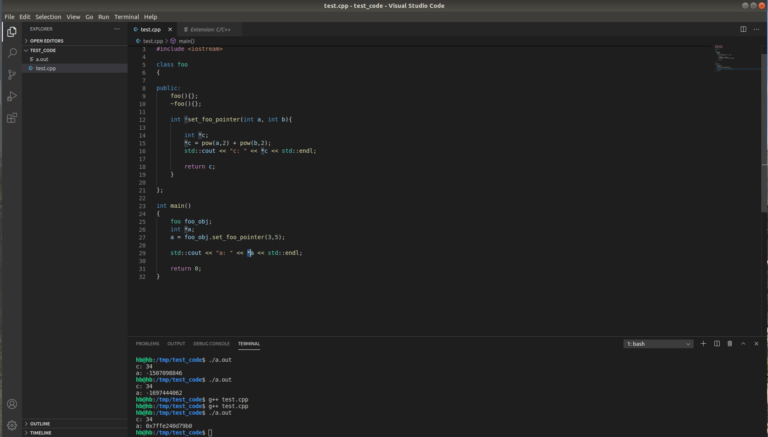 test.cpp - test_code - Visual Studio Code
File Edit Selection View Go Run Terminal Help
EXPLORER
OPEN EDITORS
TEST_CODE
a.out
test.cpp
OUTLINE
TIMELINE
test.cpp
Extension: C/C++
test.cpp > main()
3 #include <iostream>
4
5 class foo
6 {
7
8 public:
9 foo(){};
10 ~foo(){};
11
12 int *set_foo_pointer(int a, int b){
13
14 int *c;
15 *c = pow(a,2) + pow(b,2);
16 std::cout << "c: " << *c << std::endl;
17
18 return c;
19 }
20
21 };
22
23 int main()
24 {
25 foo foo_obj;
26 int *a;
27 a = foo_obj.set_foo_pointer(3,5);
28
29 std::cout << "a: " << *a << std::endl;
30
31 return 0;
32 }
PROBLEMS OUTPUT DEBUG CONSOLE TERMINAL
1: bash
hb@hb:/tmp/test_code$ ./a.out
c: 34
a: -1507098846
hb@hb:/tmp/test_code$ ./a.out
c: 34
a: -1697444062
hb@hb:/tmp/test_code$ g++ test.cpp
hb@hb:/tmp/test_code$ g++ test.cpp
hb@hb:/tmp/test_code$ ./a.out
c: 34
a: 0x7ffe248d79b0
hb@hb:/tmp/test_code$